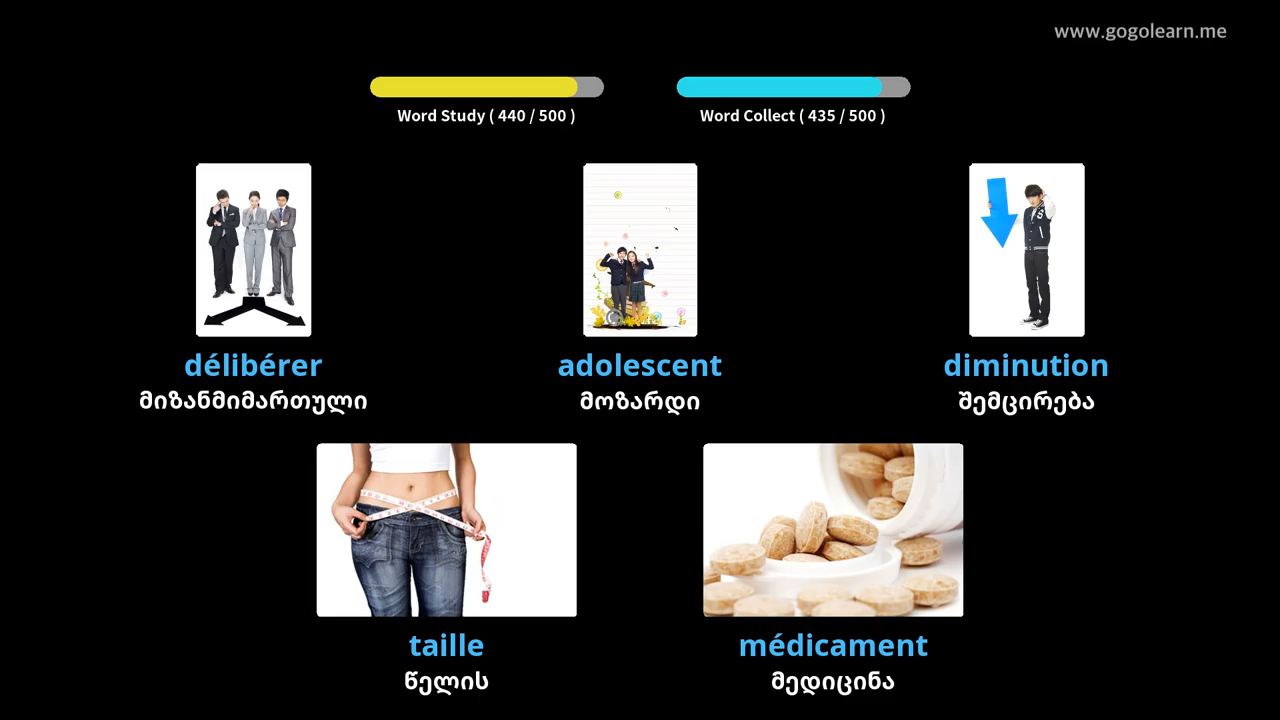 www.gogolearn.me
Word Study ( 440 / 500 )
Word Collect ( 435 / 500 )
délibérer
მიზანმიმართული
adolescent
მოზარდი
diminution
შემცირება
taille
წელის
médicament
მედიცინა